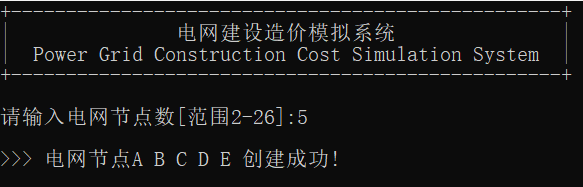 +------------------------------------------------------+
|                电网建设造价模拟系统                |
|  Power Grid Construction Cost Simulation System  |
+------------------------------------------------------+
请输入电网节点数[范围2-26]:5
>>> 电网节点A B C D E 创建成功!